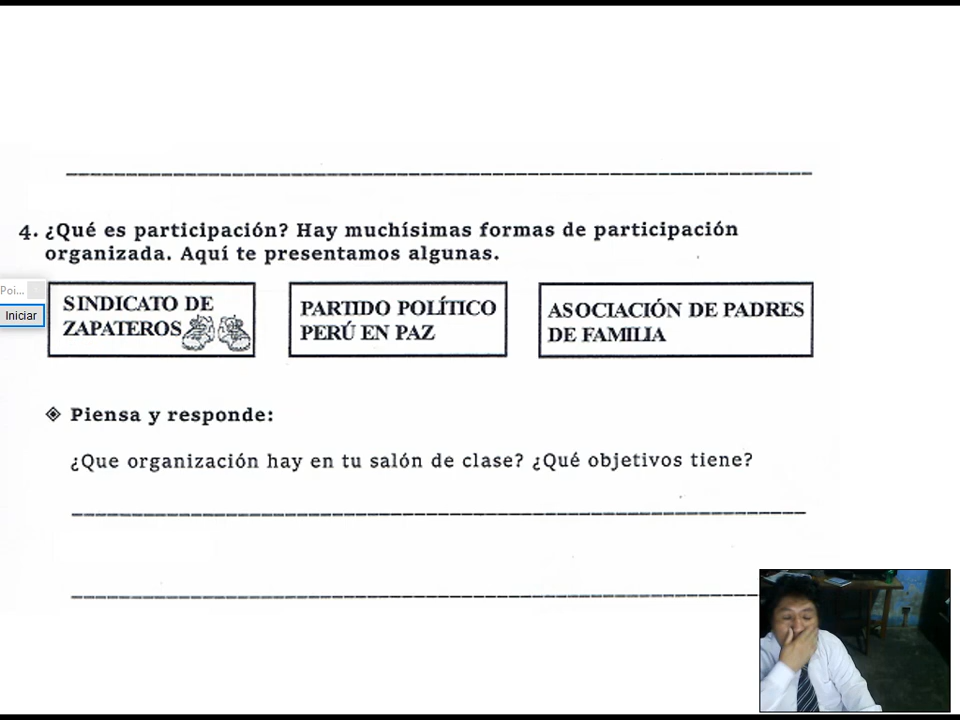 4. ¿Qué es participación? Hay muchísimas formas de participación
organizada. Aquí te presentamos algunas.
Poi...
Iniciar
SINDICATO DE
ZAPATEROS
PARTIDO POLÍTICO
PERÚ EN PAZ
ASOCIACIÓN DE PADRES
DE FAMILIA
Piensa y responde:
¿Que organización hay en tu salón de clase? ¿Qué objetivos tiene?